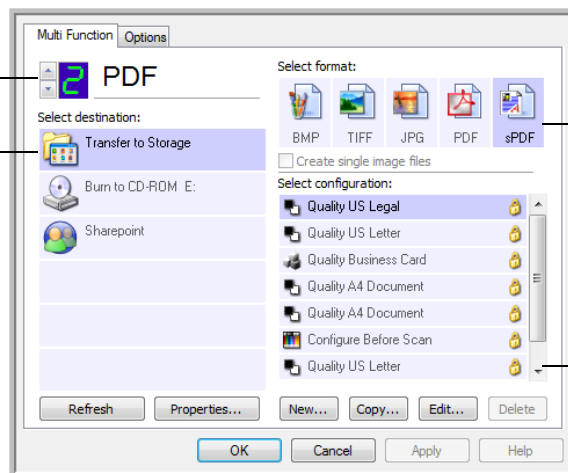 Multi Function
Options
2 PDF
Select destination:
Transfer to Storage
Burn to CD-ROM E:
Sharepoint
Refresh
Properties...
Select format:
BMP TIFF JPG PDF sPDF
Create single image files
Select configuration:
Quality US Legal
Quality US Letter
Quality Business Card
Quality A4 Document
Quality A4 Document
Configure Before Scan
Quality US Letter
New... Copy... Edit... Delete
OK Cancel Apply Help